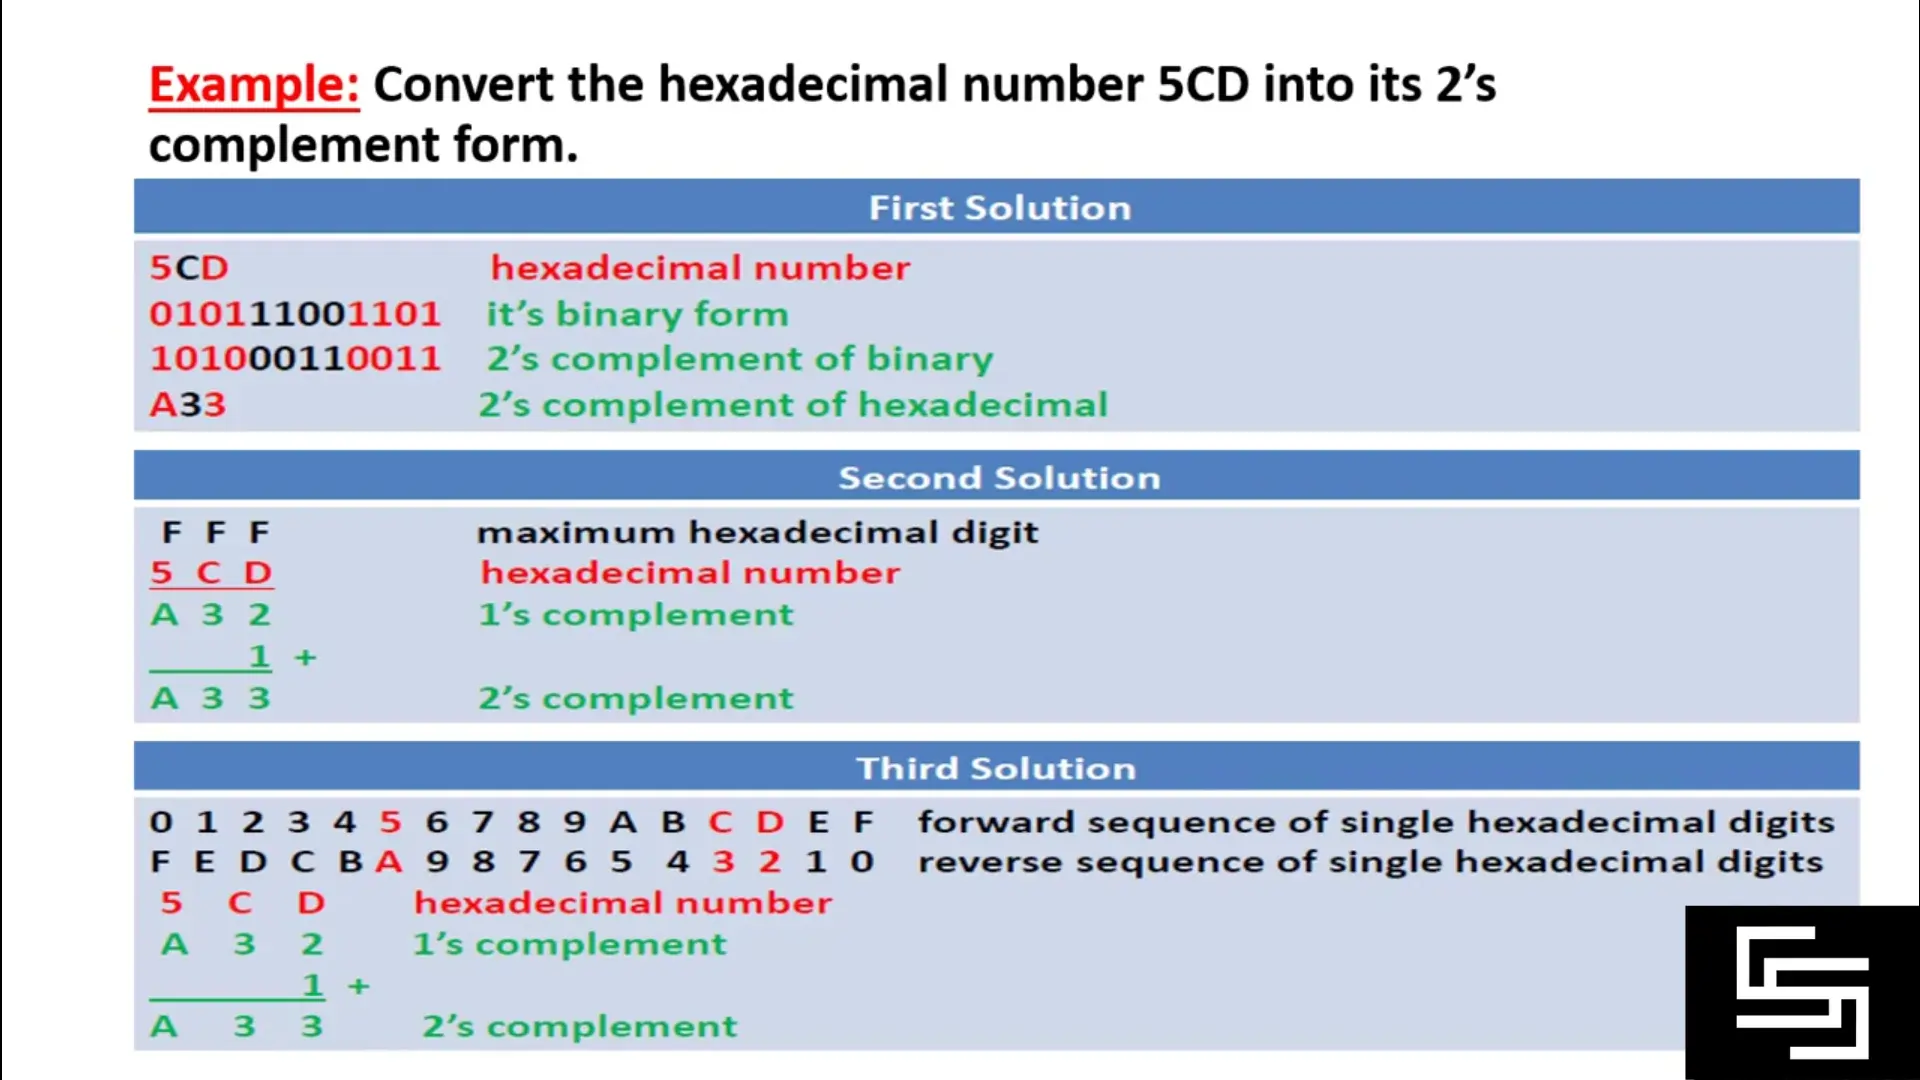 Example: Convert the hexadecimal number 5CD into its 2’s
complement form.
First Solution
5CD hexadecimal number
010111001101 it’s binary form
101000110011 2’s complement of binary
A33 2’s complement of hexadecimal
Second Solution
F F F maximum hexadecimal digit
5 C D hexadecimal number
A 3 2 1’s complement
1 +
A 3 3 2’s complement
Third Solution
0 1 2 3 4 5 6 7 8 9 A B C D E F forward sequence of single hexadecimal digits
F E D C B A 9 8 7 6 5 4 3 2 1 0 reverse sequence of single hexadecimal digits
5 C D hexadecimal number
A 3 2 1’s complement
1 +
A 3 3 2’s complement